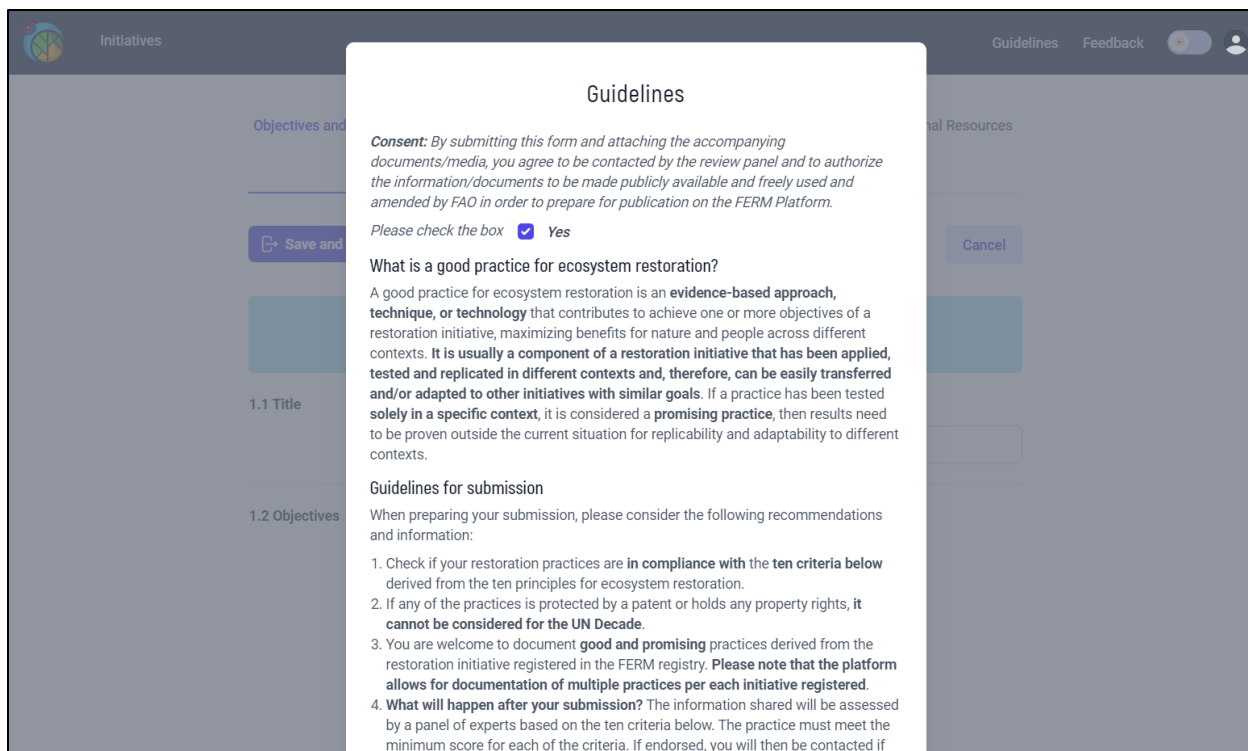 Initiatives
Guidelines Feedback
Guidelines
Objectives and
nal Resources
Consent: By submitting this form and attaching the accompanying
documents/media, you agree to be contacted by the review panel and to authorize
the information/documents to be made publicly available and freely used and
amended by FAO in order to prepare for publication on the FERM Platform.
Please check the box Yes
Save and
Cancel
What is a good practice for ecosystem restoration?
A good practice for ecosystem restoration is an evidence-based approach,
technique, or technology that contributes to achieve one or more objectives of a
restoration initiative, maximizing benefits for nature and people across different
contexts. It is usually a component of a restoration initiative that has been applied,
tested and replicated in different contexts and, therefore, can be easily transferred
and/or adapted to other initiatives with similar goals. If a practice has been tested
solely in a specific context, it is considered a promising practice, then results need
to be proven outside the current situation for replicability and adaptability to different
contexts.
1.1 Title
Guidelines for submission
When preparing your submission, please consider the following recommendations
and information:
1.2 Objectives
1. Check if your restoration practices are in compliance with the ten criteria below
derived from the ten principles for ecosystem restoration.
2. If any of the practices is protected by a patent or holds any property rights, it
cannot be considered for the UN Decade.
3. You are welcome to document good and promising practices derived from the
restoration initiative registered in the FERM registry. Please note that the platform
allows for documentation of multiple practices per each initiative registered.
4. What will happen after your submission? The information shared will be assessed
by a panel of experts based on the ten criteria below. The practice must meet the
minimum score for each of the criteria. If endorsed, you will then be contacted if